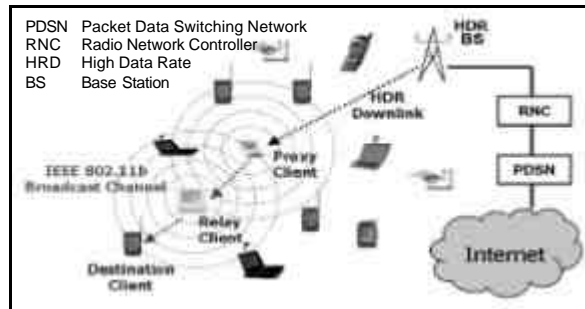 PDSN Packet Data Switching Network
RNC Radio Network Controller
HRD High Data Rate
BS Base Station
HDR
BS
HDR
Downlink
RNC
Proxy
Client
IEEE 802.11b
Broadcast Channel
PDSN
Relay
Client
Internet
Destination
Client